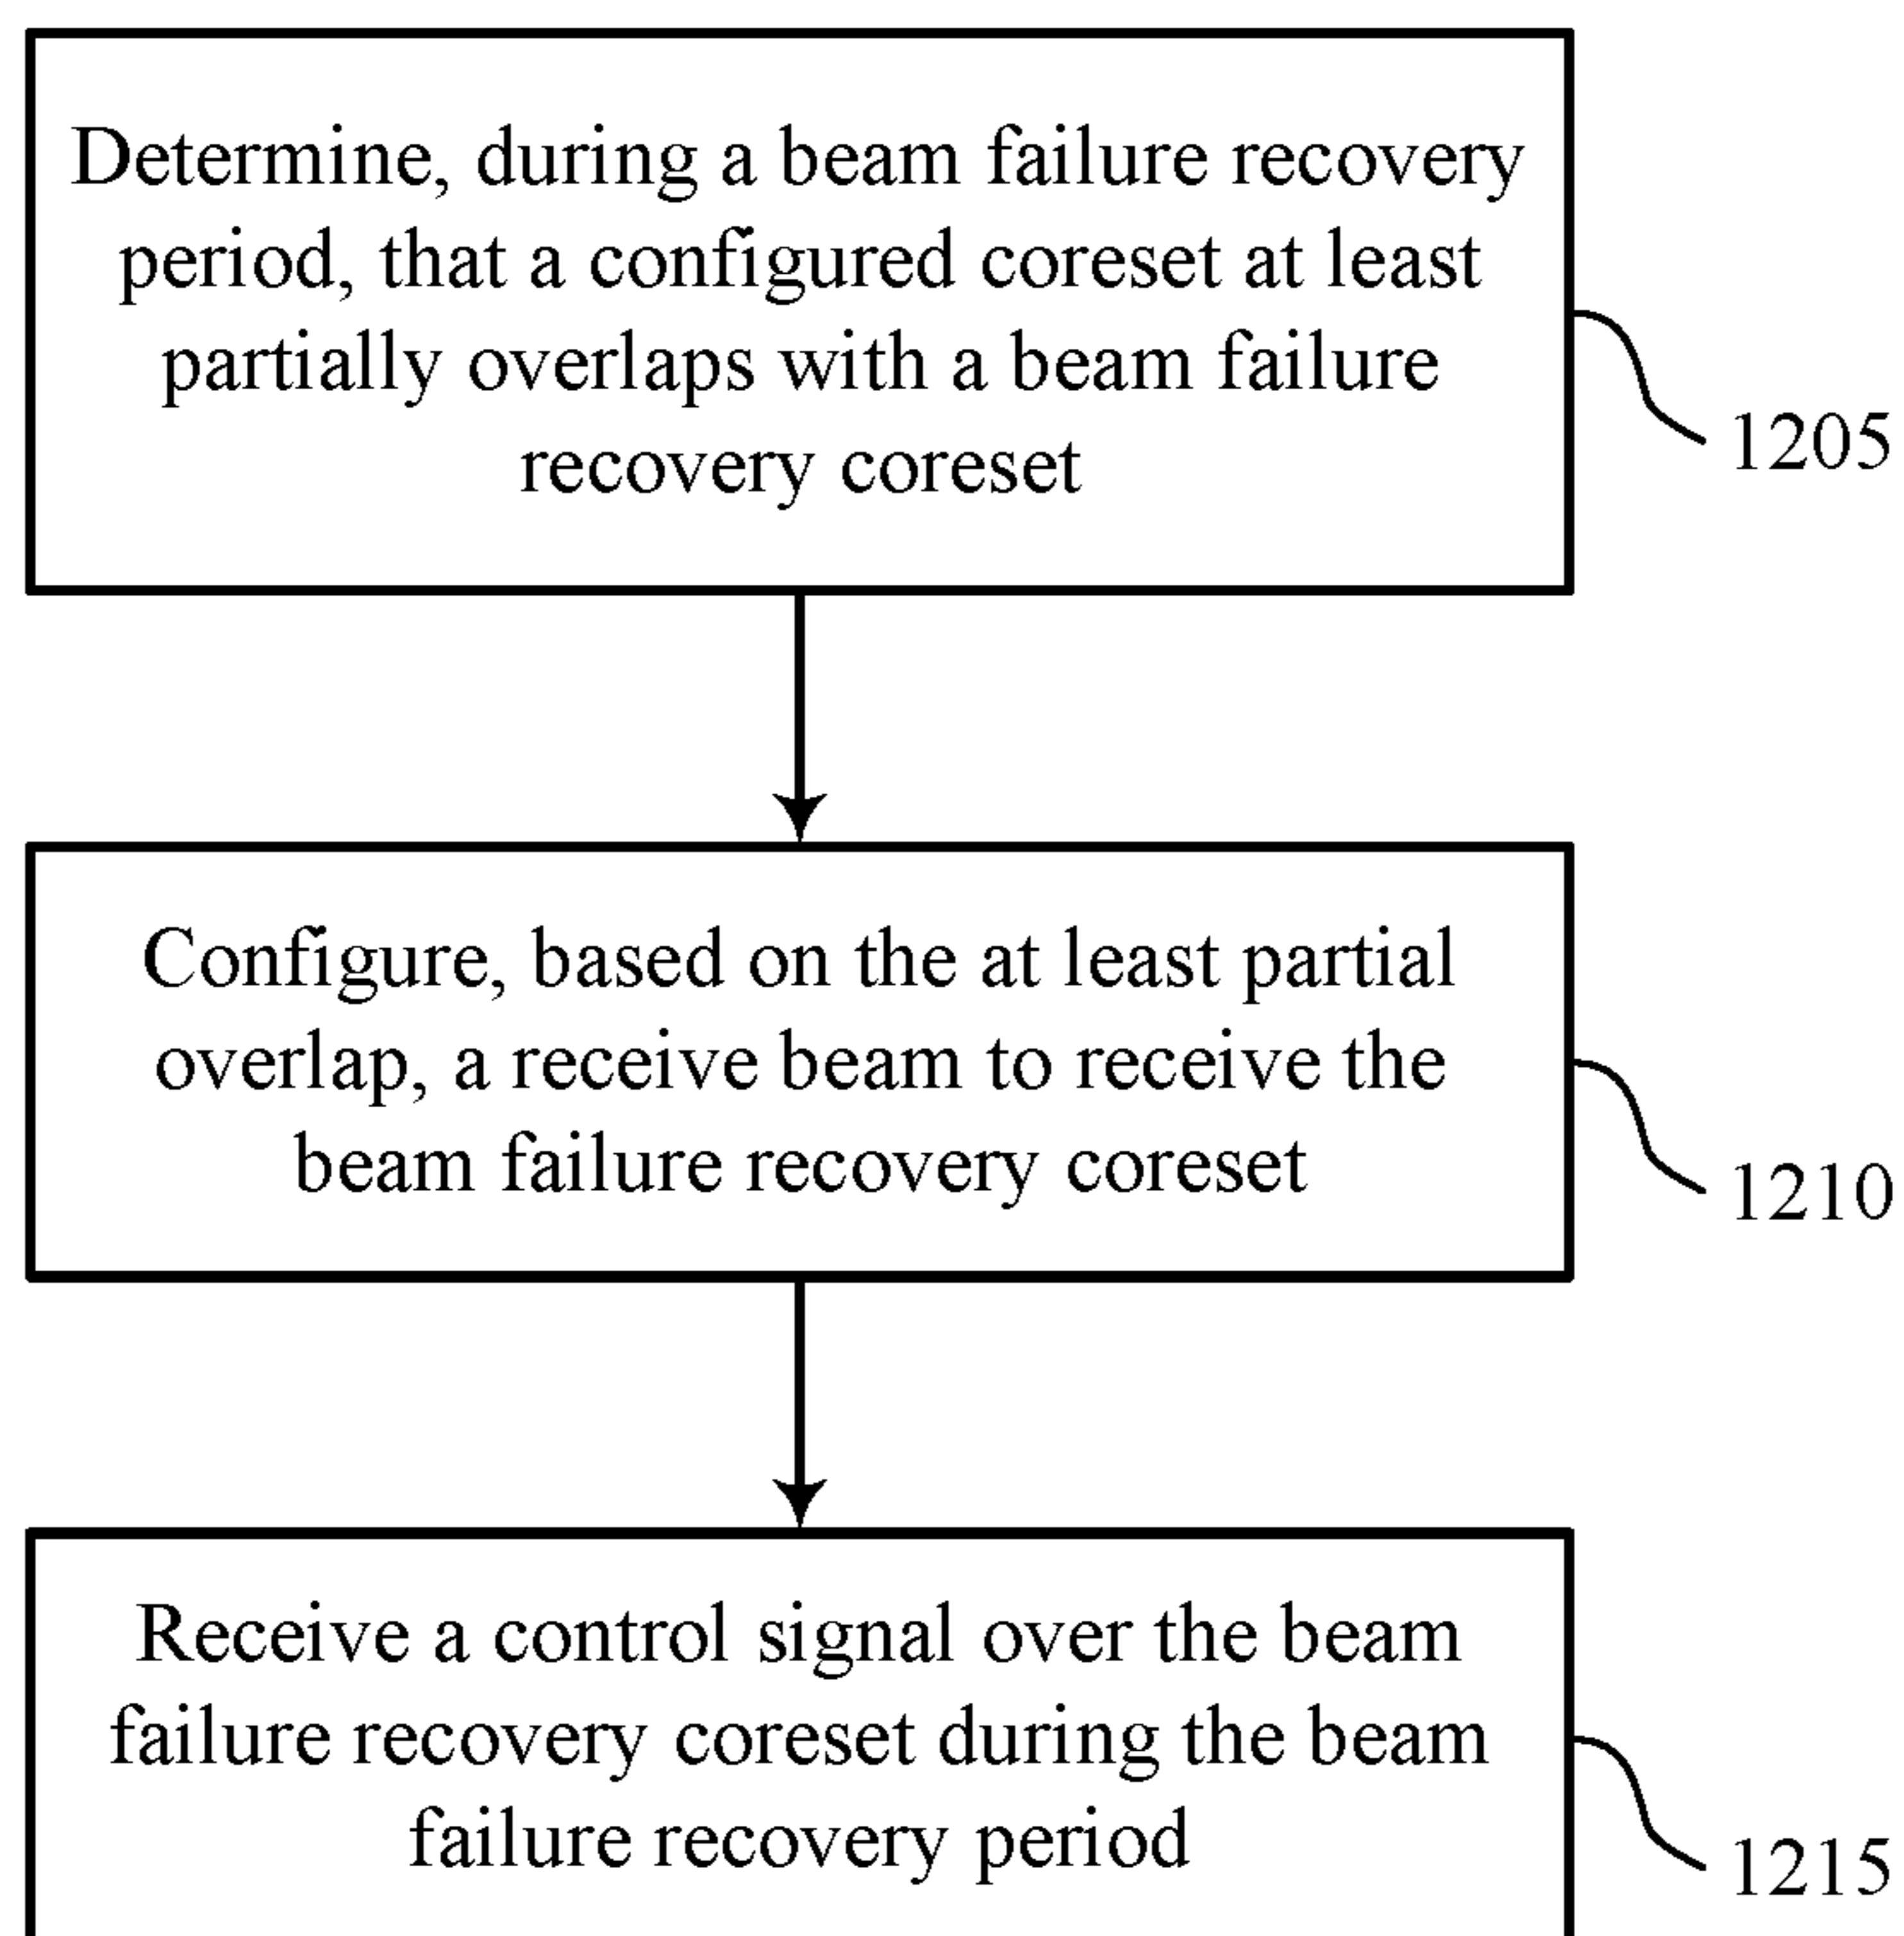 Determine, during a beam failure recovery
period, that a configured coreset at least
partially overlaps with a beam failure
recovery coreset
1205
Configure, based on the at least partial
overlap, a receive beam to receive the
beam failure recovery coreset
1210
Receive a control signal over the beam
failure recovery coreset during the beam
failure recovery period
1215